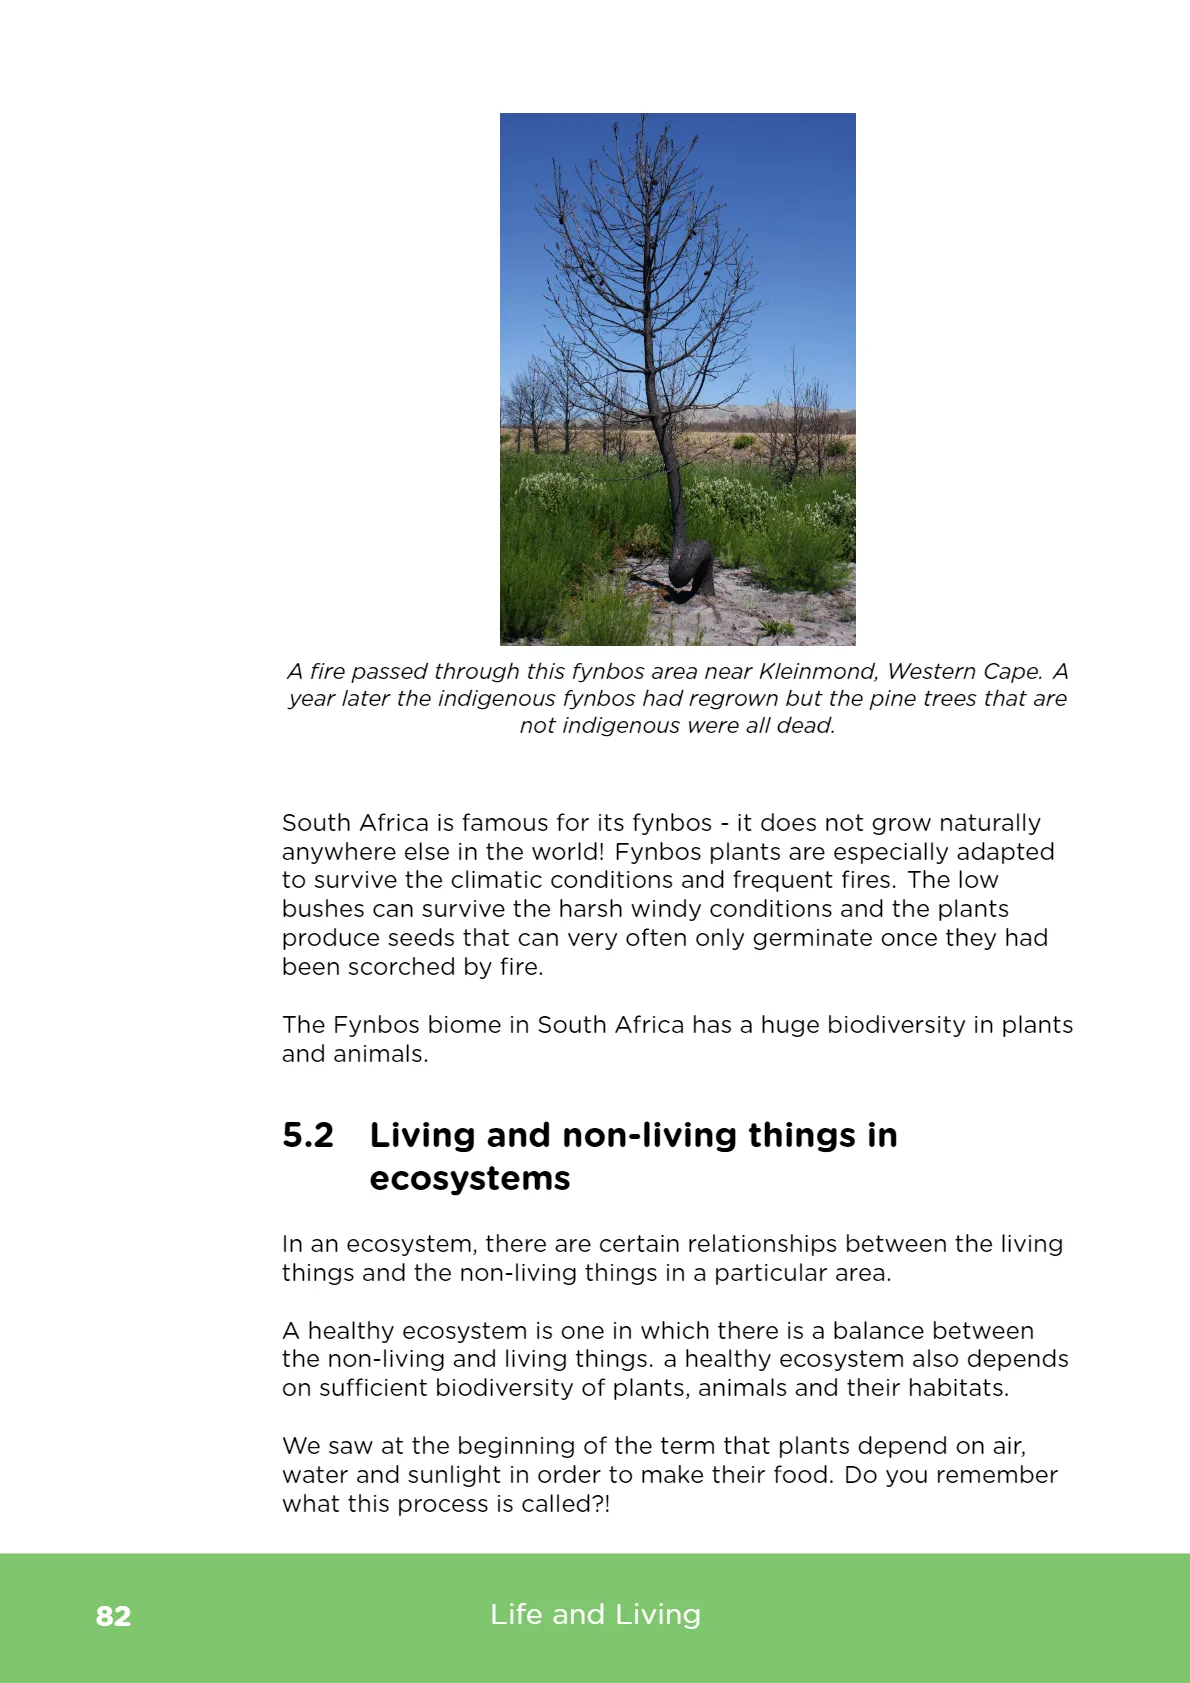 A fire passed through this fynbos area near Kleinmond, Western Cape. A
year later the indigenous fynbos had regrown but the pine trees that are
not indigenous were all dead.
South Africa is famous for its fynbos - it does not grow naturally
anywhere else in the world! Fynbos plants are especially adapted
to survive the climatic conditions and frequent fires. The low
bushes can survive the harsh windy conditions and the plants
produce seeds that can very often only germinate once they had
been scorched by fire.
The Fynbos biome in South Africa has a huge biodiversity in plants
and animals.
5.2 Living and non-living things in
ecosystems
In an ecosystem, there are certain relationships between the living
things and the non-living things in a particular area.
A healthy ecosystem is one in which there is a balance between
the non-living and living things. a healthy ecosystem also depends
on sufficient biodiversity of plants, animals and their habitats.
We saw at the beginning of the term that plants depend on air,
water and sunlight in order to make their food. Do you remember
what this process is called?!
82 Life and Living